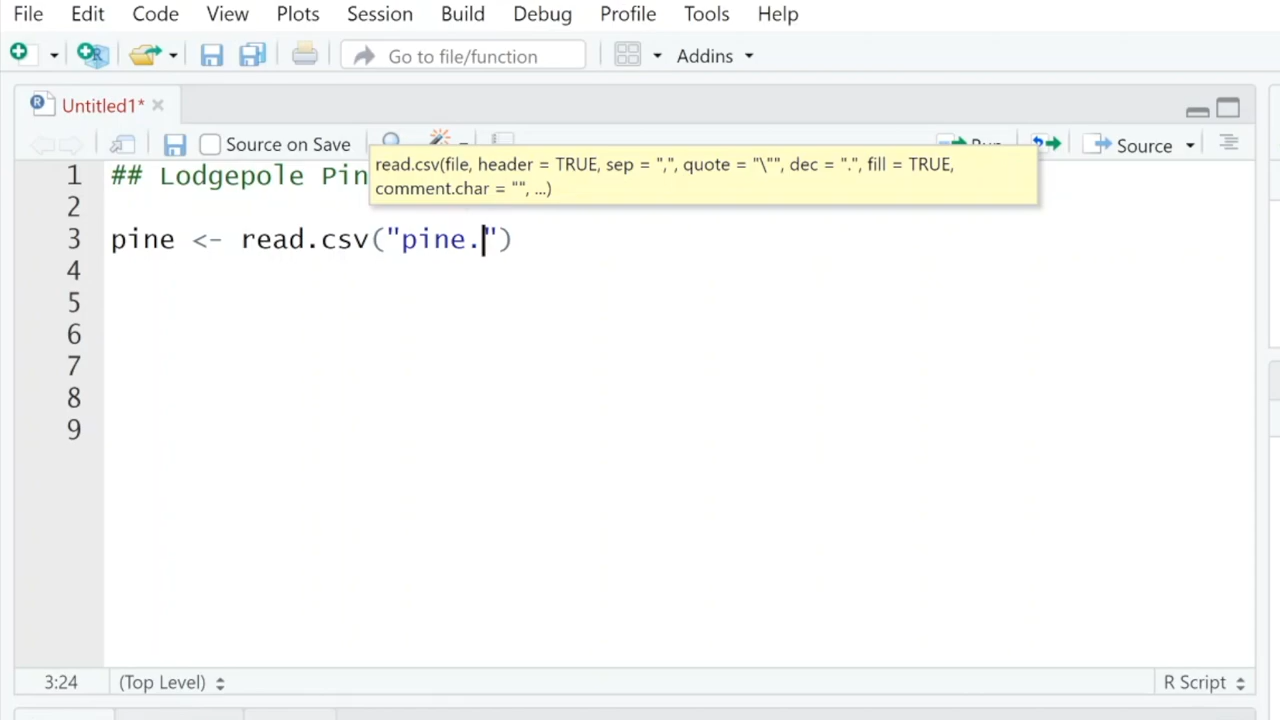 File Edit Code View Plots Session Build Debug Profile Tools Help
Go to file/function Addins
Untitled1*
Source on Save Source
read.csv(file, header = TRUE, sep = ",", quote = "\"", dec = ".", fill = TRUE,
comment.char = "", ...)
1 ## Lodgepole Pin
2
3 pine <- read.csv("pine.")
4
5
6
7
8
9
3:24 (Top Level) R Script